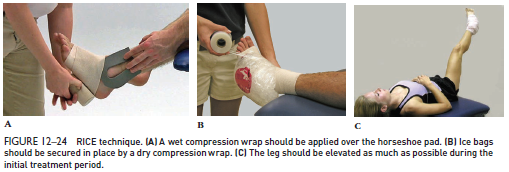 A
B
C
FIGURE 12–24 RICE technique. (A) A wet compression wrap should be applied over the horseshoe pad. (B) Ice bags
should be secured in place by a dry compression wrap. (C) The leg should be elevated as much as possible during the
initial treatment period.